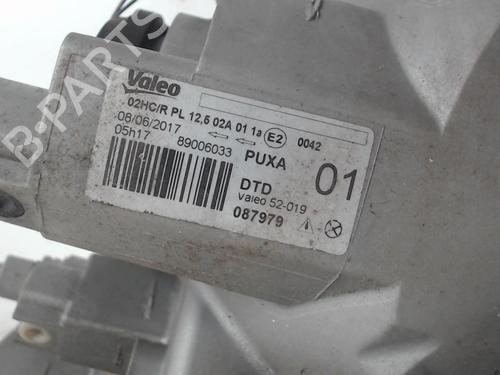 Valeo
02HC/R PL 12,5 02A 01 1a E2 0042
08/06/2017
05h17 89006033 PUXA 01
DTD
Valeo 52-019
087979
B-PARTS